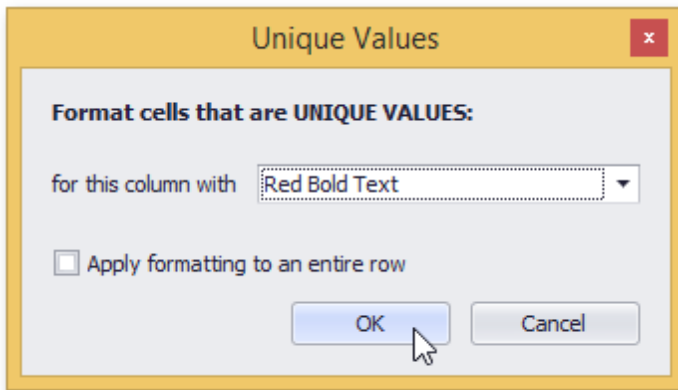 Unique Values
x
Format cells that are UNIQUE VALUES:
for this column with Red Bold Text
Apply formatting to an entire row
OK Cancel